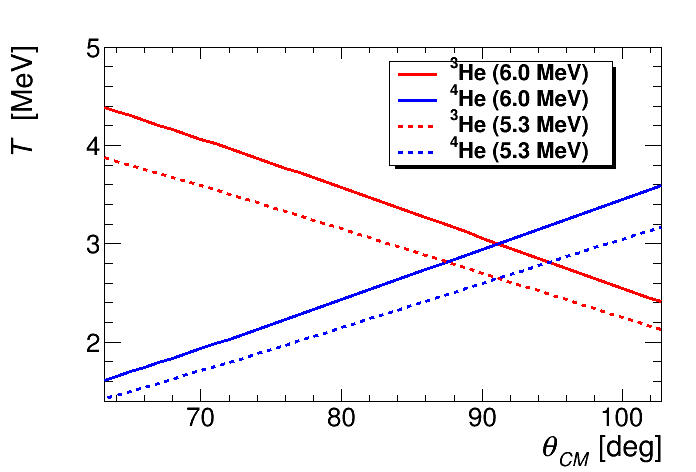 T [MeV]
5
4
3
2
³He (6.0 MeV)
⁴He (6.0 MeV)
³He (5.3 MeV)
⁴He (5.3 MeV)
70 80 90 100
θ_CM [deg]